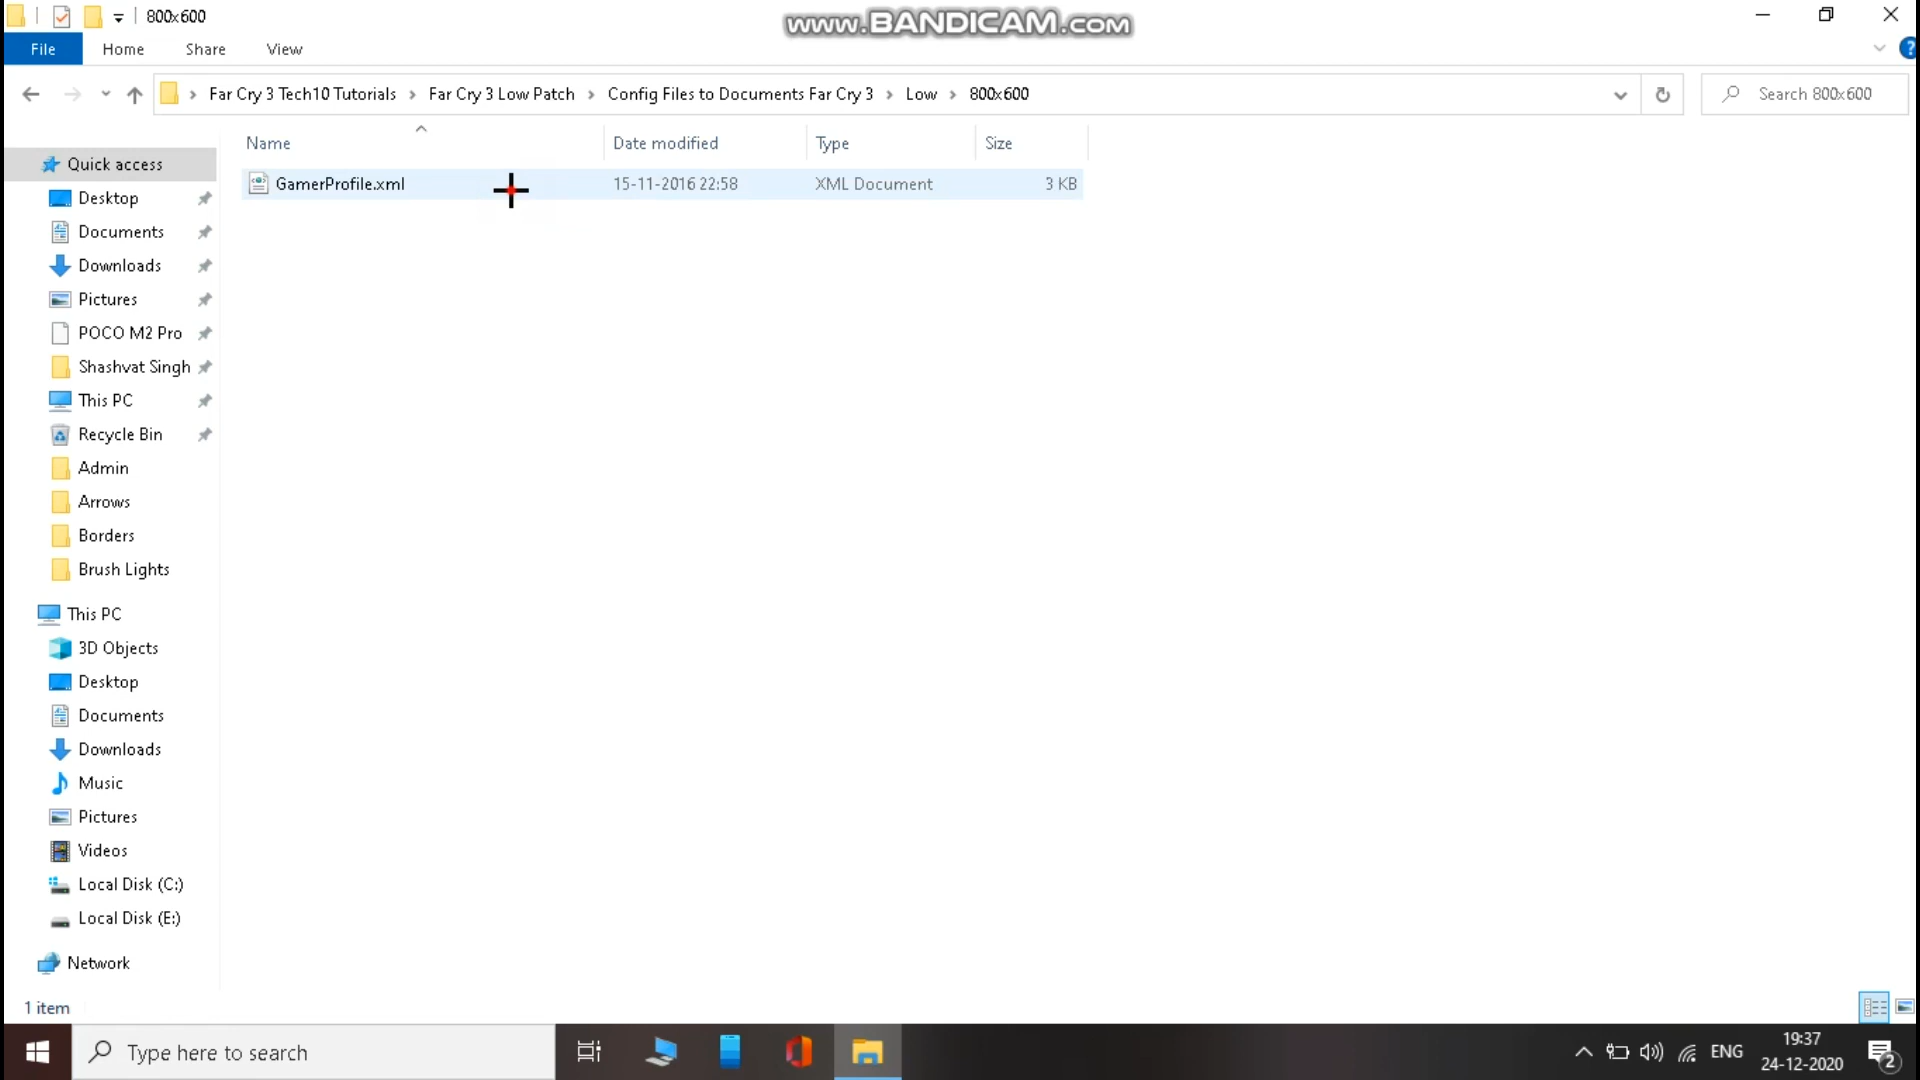 800x600
www.BANDICAM.com
File Home Share View
Far Cry 3 Tech10 Tutorials > Far Cry 3 Low Patch > Config Files to Documents Far Cry 3 > Low > 800x600
Search 800x600
Name Date modified Type Size
GamerProfile.xml 15-11-2016 22:58 XML Document 3 KB
Quick access
Desktop
Documents
Downloads
Pictures
POCO M2 Pro
Shashvat Singh
This PC
Recycle Bin
Admin
Arrows
Borders
Brush Lights
This PC
3D Objects
Desktop
Documents
Downloads
Music
Pictures
Videos
Local Disk (C:)
Local Disk (E:)
Network
1 item
Type here to search
ENG
19:37
24-12-2020
2